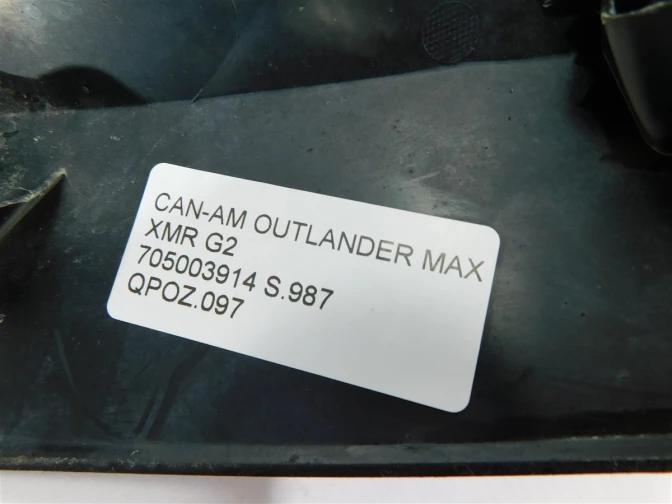 CAN-AM OUTLANDER MAX
XMR G2
705003914 S.987
QPOZ.097